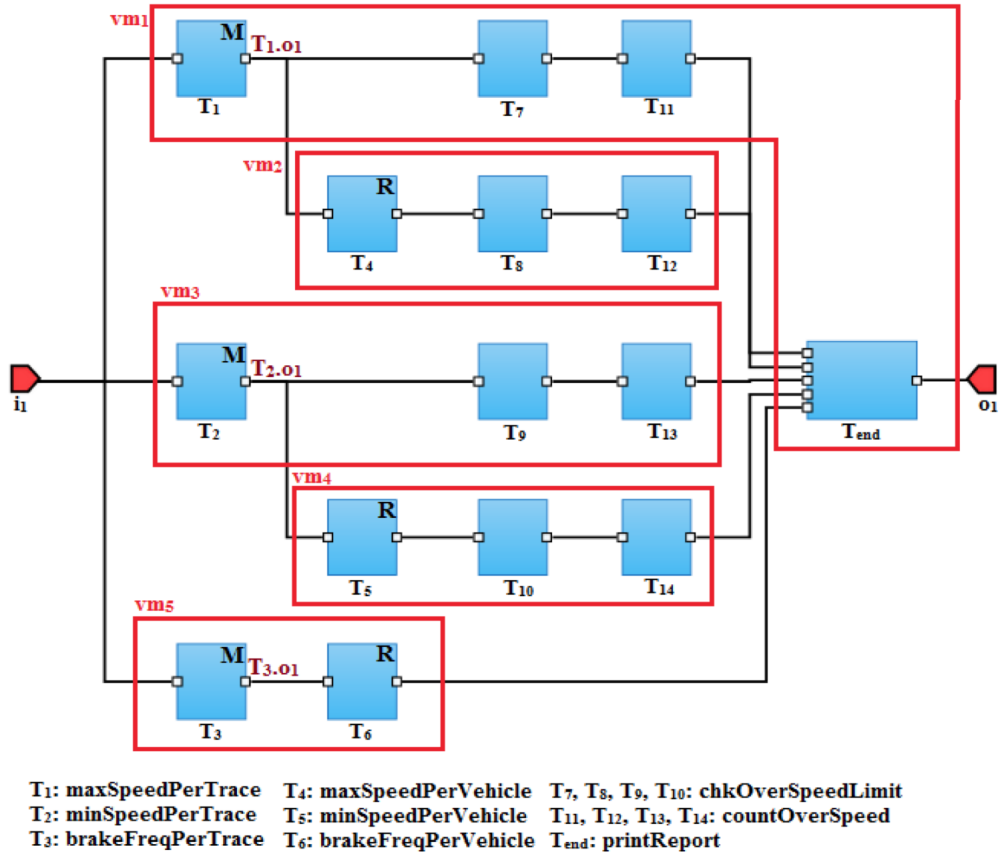 vm1
M
T1.o1
T1
T7
T11
vm2
R
T4
T8
T12
vm3
M
T2.o1
i1
T2
T9
T13
Tend
o1
vm4
R
T5
T10
T14
vm5
M
T3.o1
R
T3
T6
T1: maxSpeedPerTrace T4: maxSpeedPerVehicle T7, T8, T9, T10: chkOverSpeedLimit
T2: minSpeedPerTrace T5: minSpeedPerVehicle T11, T12, T13, T14: countOverSpeed
T3: brakeFreqPerTrace T6: brakeFreqPerVehicle Tend: printReport